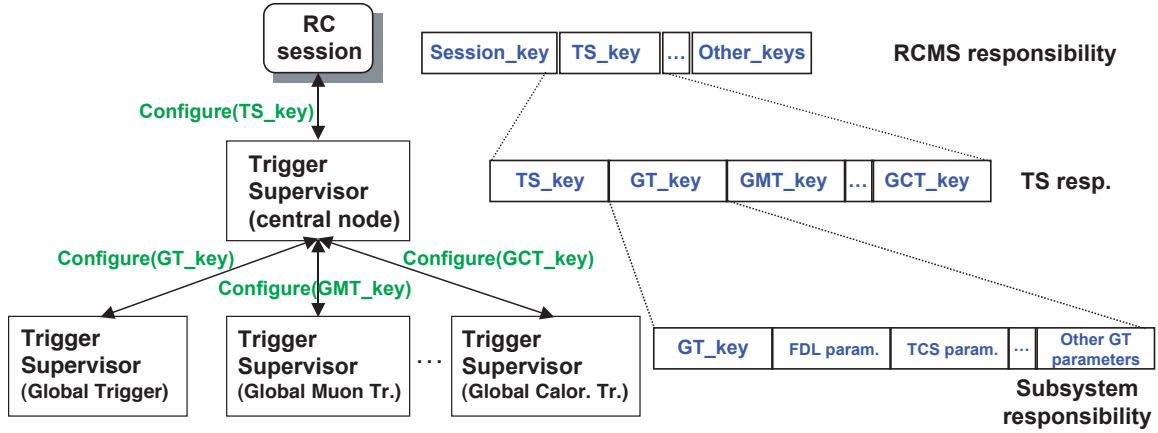 RC
session
Session_key TS_key ... Other_keys
RCMS responsibility
Configure(TS_key)
Trigger
Supervisor
(central node)
TS_key GT_key GMT_key ... GCT_key
TS resp.
Configure(GT_key)
Configure(GCT_key)
Configure(GMT_key)
Trigger
Supervisor
(Global Trigger)
Trigger
Supervisor
(Global Muon Tr.)
...
Trigger
Supervisor
(Global Calor. Tr.)
GT_key FDL param. TCS param. ... Other GT
parameters
Subsystem
responsibility